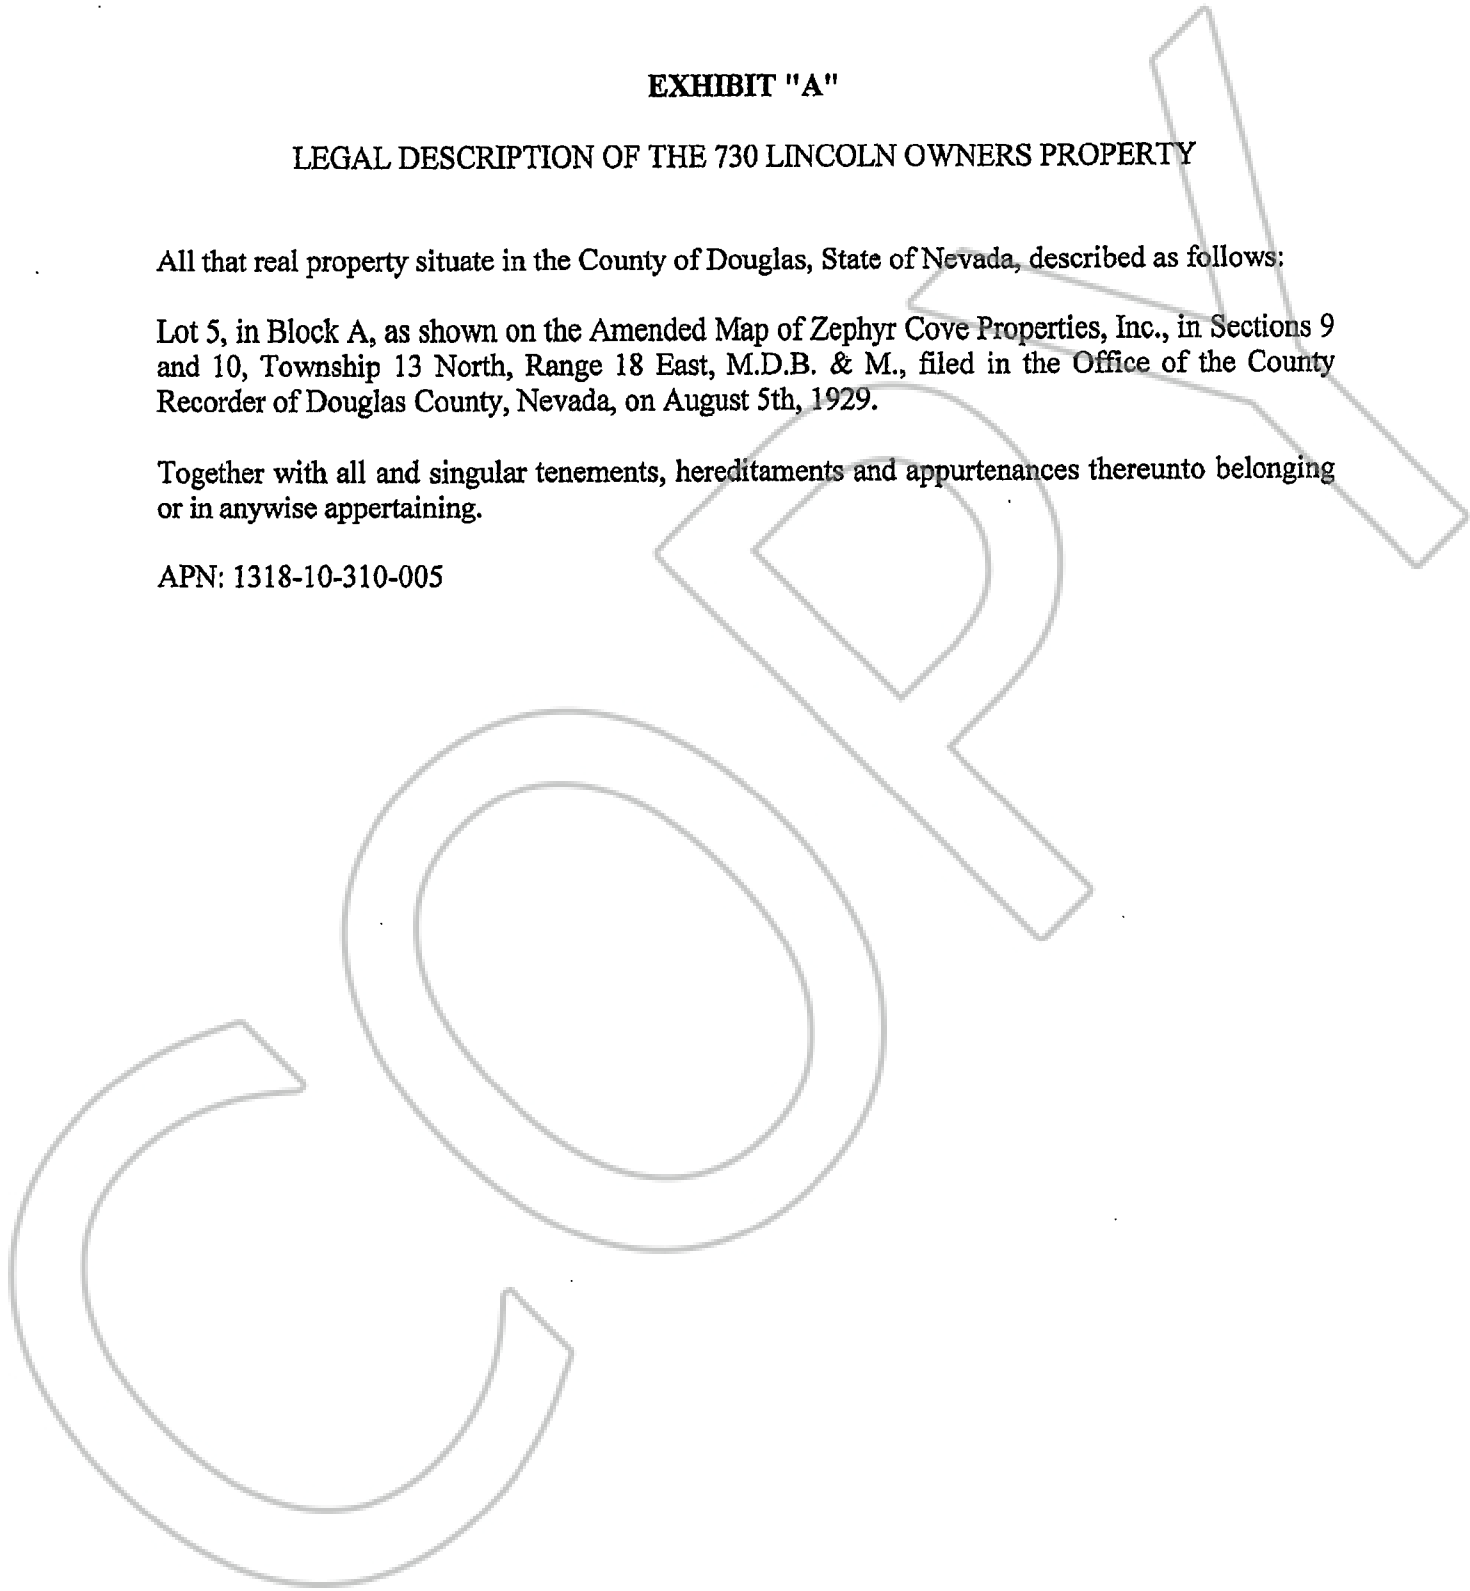 EXHIBIT "A"
LEGAL DESCRIPTION OF THE 730 LINCOLN OWNERS PROPERTY
All that real property situate in the County of Douglas, State of Nevada, described as follows:
Lot 5, in Block A, as shown on the Amended Map of Zephyr Cove Properties, Inc., in Sections 9
and 10, Township 13 North, Range 18 East, M.D.B. & M., filed in the Office of the County
Recorder of Douglas County, Nevada, on August 5th, 1929.
Together with all and singular tenements, hereditaments and appurtenances thereunto belonging
or in anywise appertaining.
APN: 1318-10-310-005
COPY